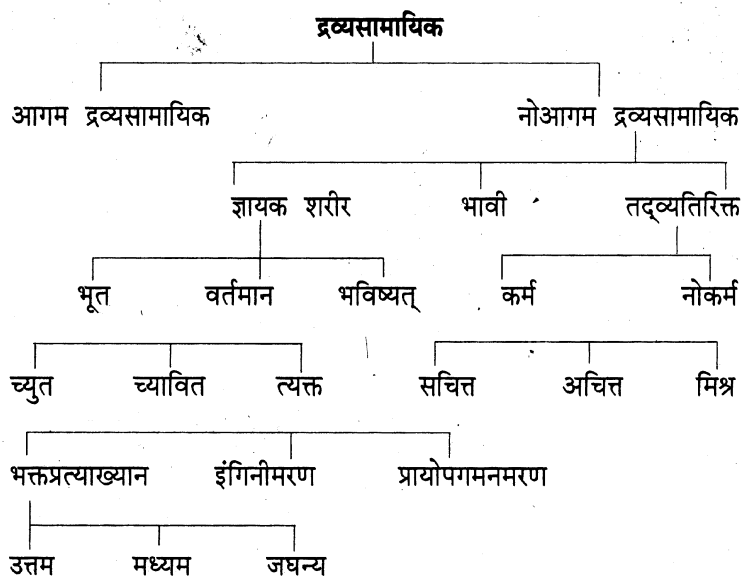 द्रव्यसामायिक
आगम द्रव्यसामायिक नोआगम द्रव्यसामायिक
ज्ञायक शरीर भावी तद्व्यतिरिक्त
भूत वर्तमान भविष्यत् कर्म नोकर्म
च्युत च्यावित त्यक्त सचित्त अचित्त मिश्र
भक्तप्रत्याख्यान इंगिनीमरण प्रायोपगमनमरण
उत्तम मध्यम जघन्य